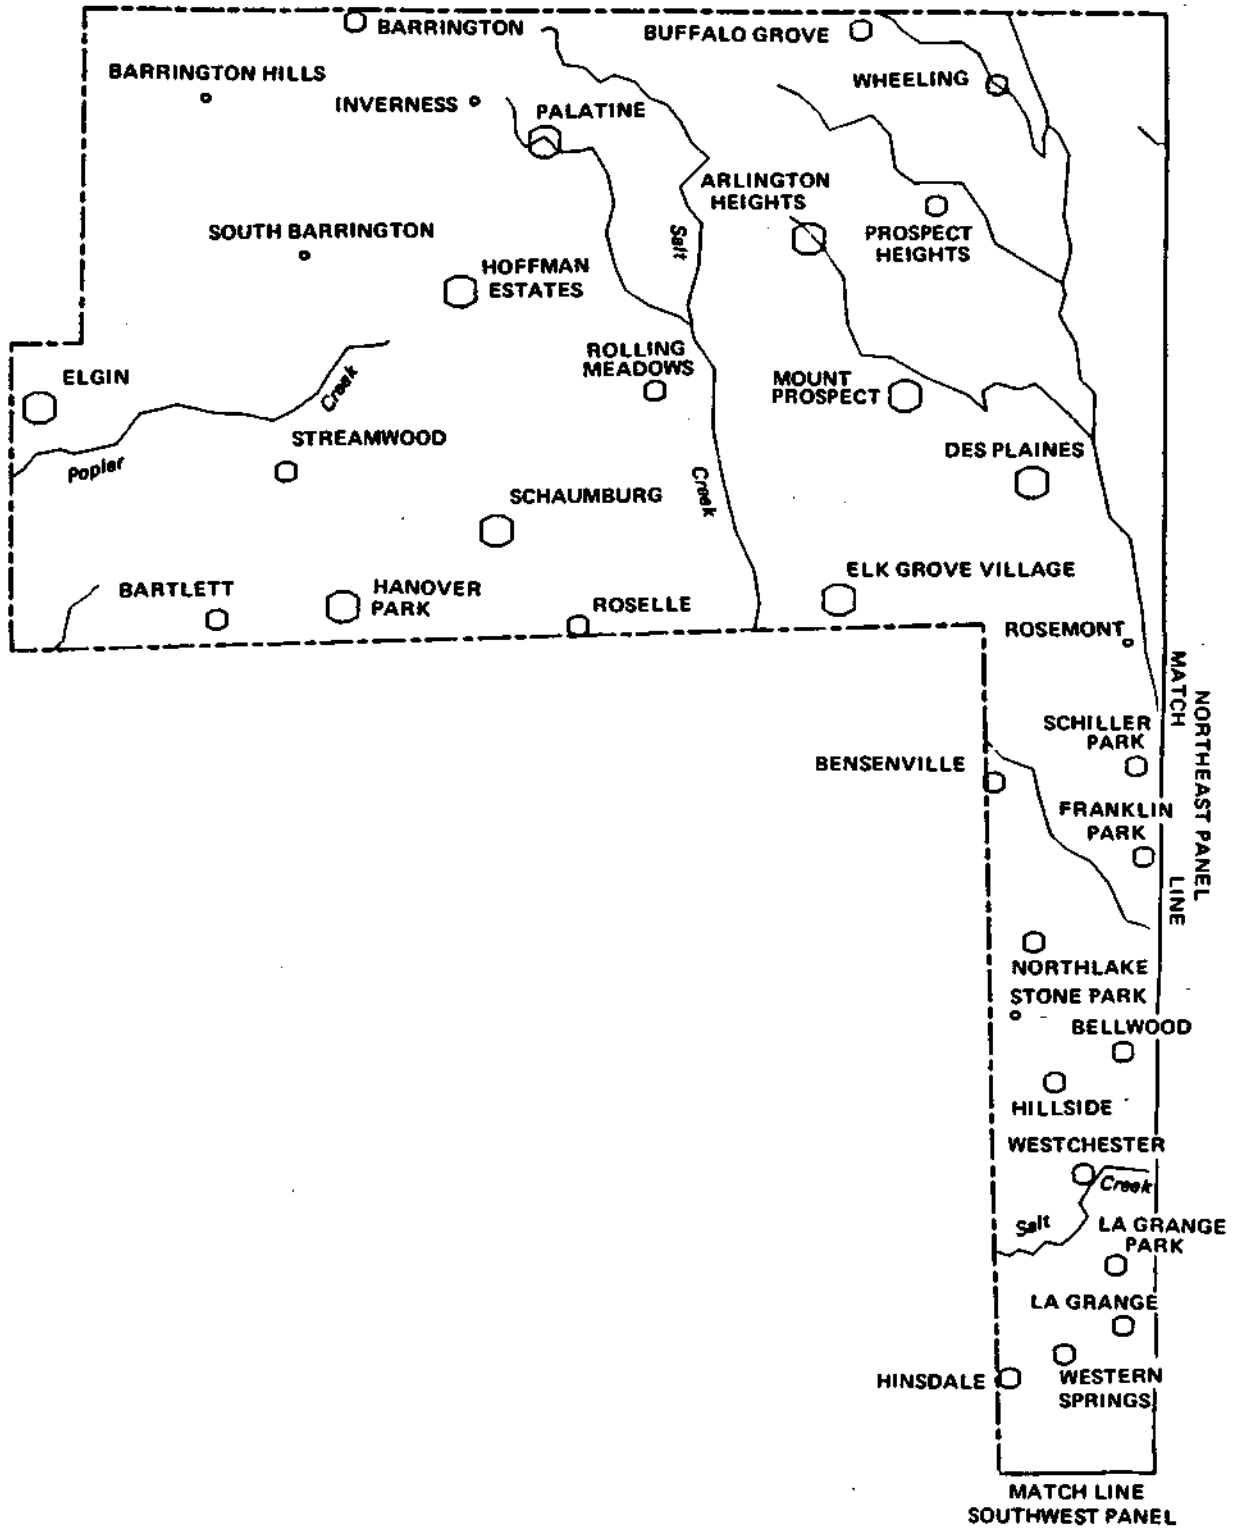 BARRINGTON
BUFFALO GROVE
BARRINGTON HILLS
WHEELING
INVERNESS
PALATINE
ARLINGTON
HEIGHTS
SOUTH BARRINGTON
Salt
PROSPECT
HEIGHTS
HOFFMAN
ESTATES
ROLLING
MEADOWS
ELGIN
Creek
MOUNT
PROSPECT
STREAMWOOD
DES PLAINES
Popler
SCHAUMBURG
Creek
BARTLETT
HANOVER
PARK
ROSELLE
ELK GROVE VILLAGE
ROSEMONT
MATCH
LINE
NORTHEAST PANEL
SCHILLER
PARK
BENSENVILLE
FRANKLIN
PARK
NORTHLAKE
STONE PARK
BELLWOOD
HILLSIDE
WESTCHESTER
Creek
Salt
LA GRANGE
PARK
LA GRANGE
HINSDALE
WESTERN
SPRINGS
MATCH LINE
SOUTHWEST PANEL